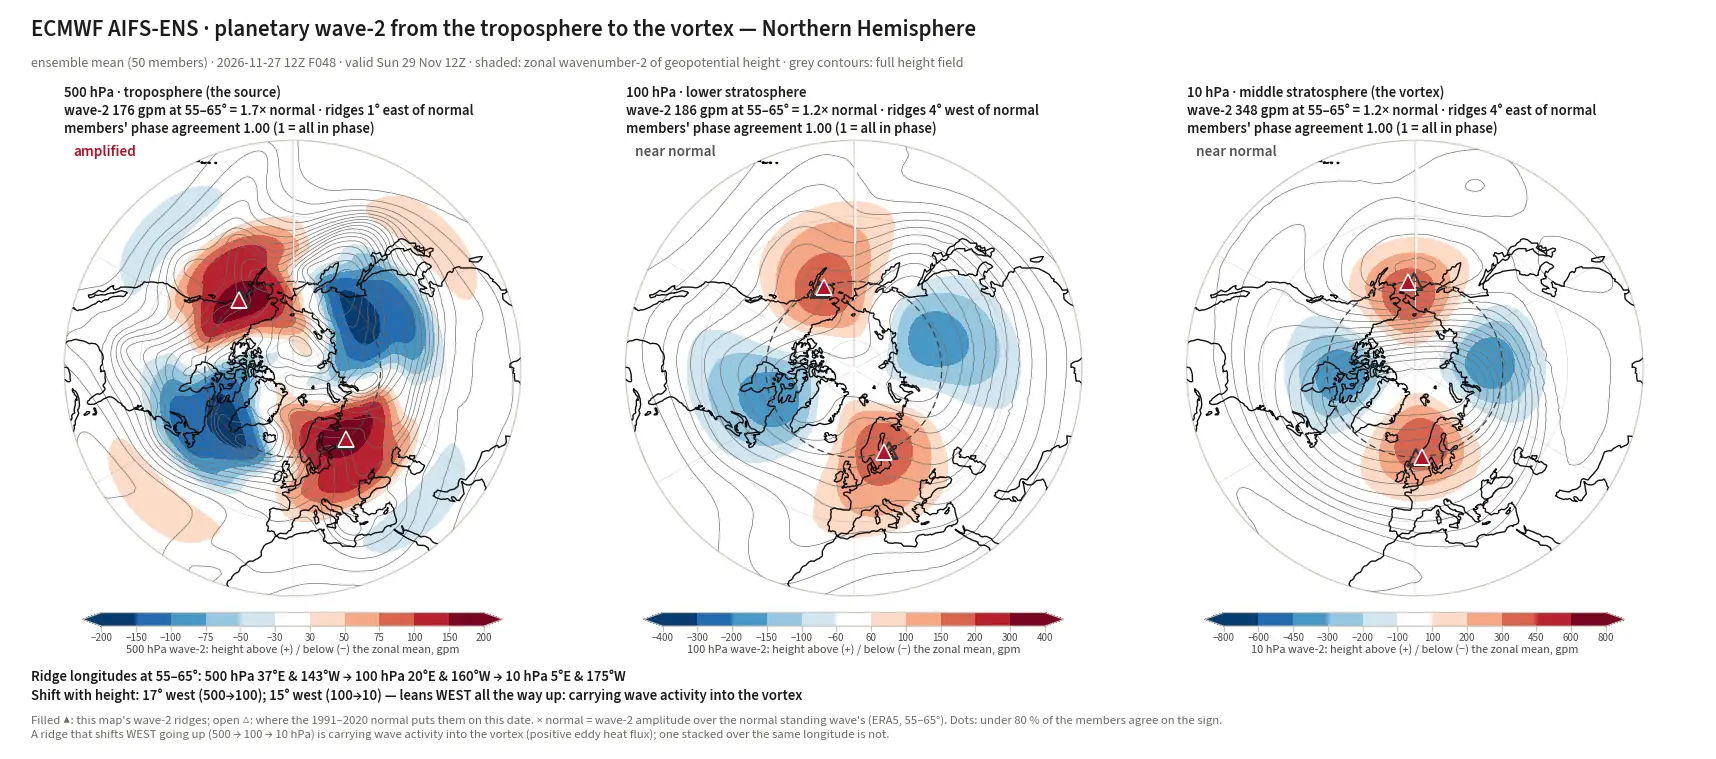 ECMWF AIFS-ENS · planetary wave-2 from the troposphere to the vortex — Northern Hemisphere
ensemble mean (50 members) · 2026-11-27 12Z F048 · valid Sun 29 Nov 12Z · shaded: zonal wavenumber-2 of geopotential height · grey contours: full height field
500 hPa · troposphere (the source)
wave-2 176 gpm at 55–65° = 1.7× normal · ridges 1° east of normal
members' phase agreement 1.00 (1 = all in phase)
amplified
100 hPa · lower stratosphere
wave-2 186 gpm at 55–65° = 1.2× normal · ridges 4° west of normal
members' phase agreement 1.00 (1 = all in phase)
near normal
10 hPa · middle stratosphere (the vortex)
wave-2 348 gpm at 55–65° = 1.2× normal · ridges 4° east of normal
members' phase agreement 1.00 (1 = all in phase)
near normal
−200 −150 −100 −75 −50 −30 30 50 75 100 150 200
500 hPa wave-2: height above (+) / below (−) the zonal mean, gpm
−400 −300 −200 −150 −100 −60 60 100 150 200 300 400
100 hPa wave-2: height above (+) / below (−) the zonal mean, gpm
−800 −600 −450 −300 −200 −100 100 200 300 450 600 800
10 hPa wave-2: height above (+) / below (−) the zonal mean, gpm
Ridge longitudes at 55–65°: 500 hPa 37°E & 143°W → 100 hPa 20°E & 160°W → 10 hPa 5°E & 175°W
Shift with height: 17° west (500→100); 15° west (100→10) — leans WEST all the way up: carrying wave activity into the vortex
Filled ▲: this map's wave-2 ridges; open △: where the 1991–2020 normal puts them on this date. × normal = wave-2 amplitude over the normal standing wave's (ERA5, 55–65°). Dots: under 80 % of the members agree on the sign.
A ridge that shifts WEST going up (500 → 100 → 10 hPa) is carrying wave activity into the vortex (positive eddy heat flux); one stacked over the same longitude is not.